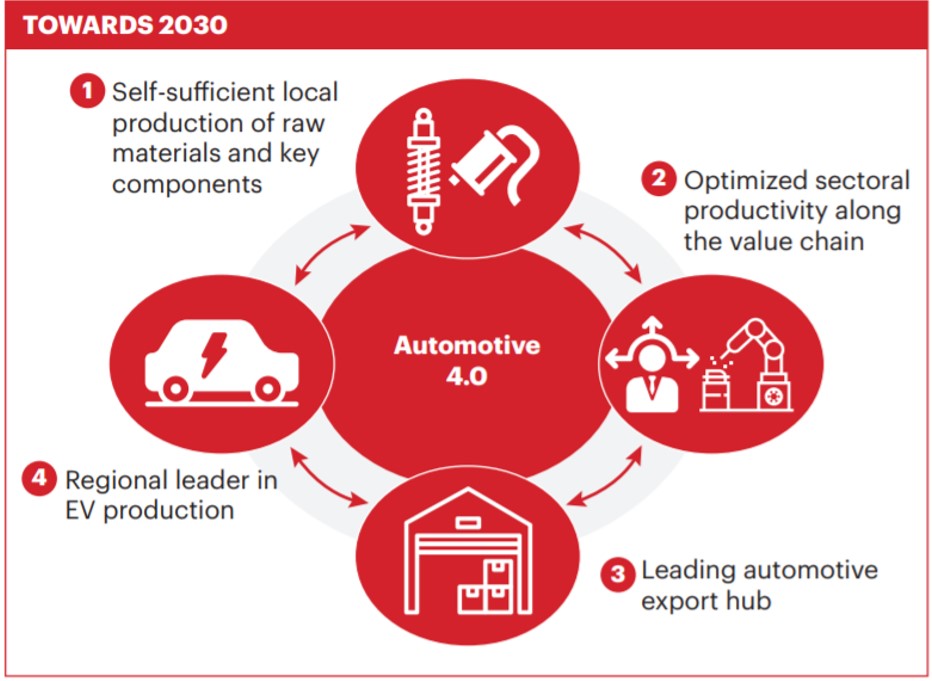 TOWARDS 2030
1 Self-sufficient local
production of raw
materials and key
components
2 Optimized sectoral
productivity along
the value chain
Automotive
4.0
4 Regional leader in
EV production
3 Leading automotive
export hub